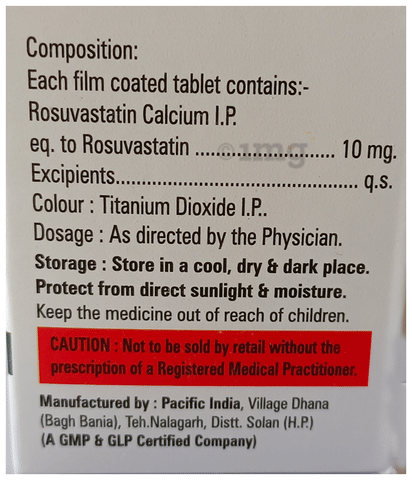 Composition:
Each film coated tablet contains:-
Rosuvastatin Calcium I.P.
eq. to Rosuvastatin ........................ 10 mg.
Excipients.......................................... q.s.
Colour : Titanium Dioxide I.P..
Dosage : As directed by the Physician.
Storage : Store in a cool, dry & dark place.
Protect from direct sunlight & moisture.
Keep the medicine out of reach of children.
CAUTION : Not to be sold by retail without the
prescription of a Registered Medical Practitioner.
Manufactured by : Pacific India, Village Dhana
(Bagh Bania), Teh.Nalagarh, Distt. Solan (H.P.)
(A GMP & GLP Certified Company)
1mg